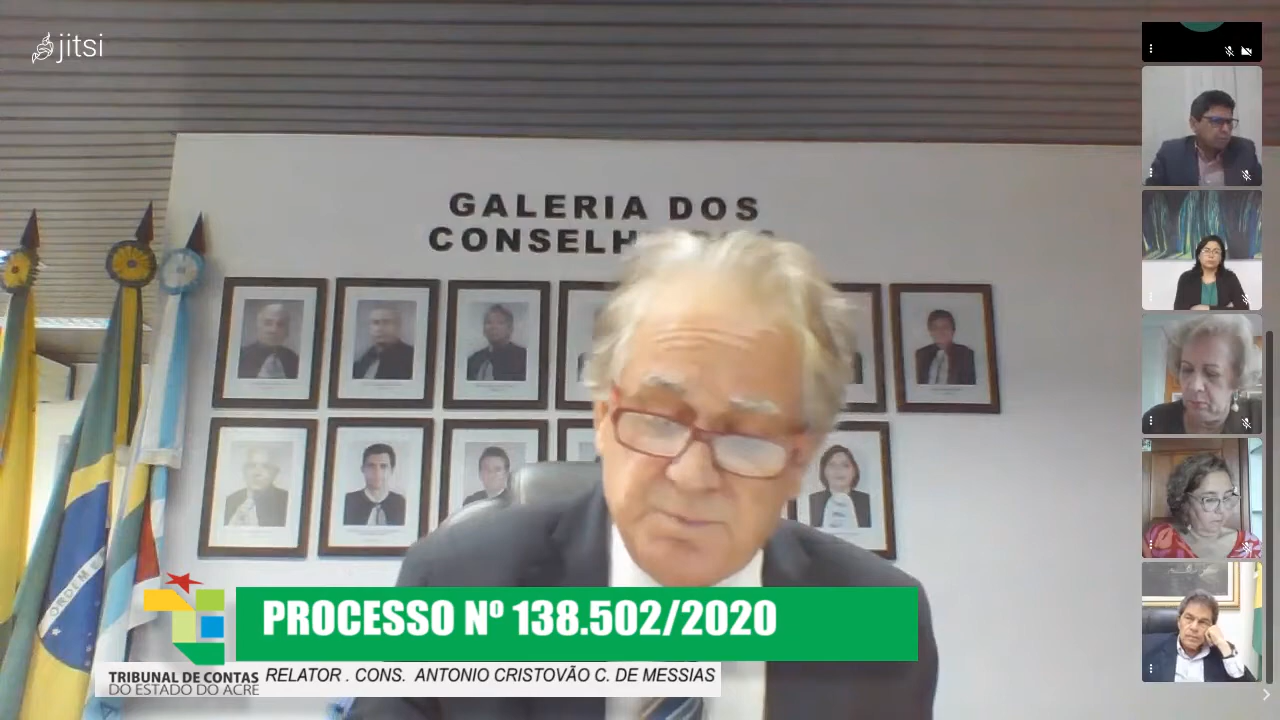 jitsi
GALERIA DOS
CONSELH
ORDEM E
PROCESSO Nº 138.502/2020
RELATOR . CONS. ANTONIO CRISTOVÃO C. DE MESSIAS
TRIBUNAL DE CONTAS
DO ESTADO DO ACRE